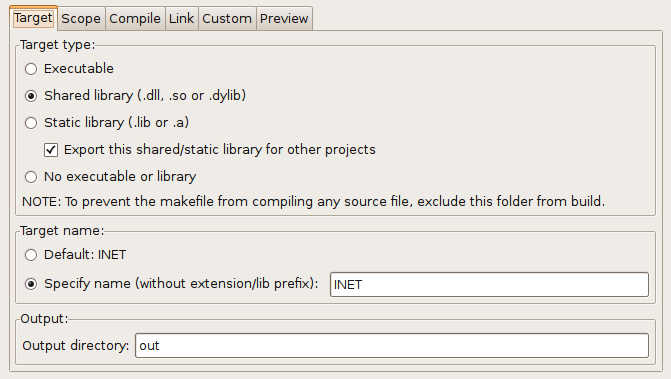 Target Scope Compile Link Custom Preview
Target type:
Executable
Shared library (.dll, .so or .dylib)
Static library (.lib or .a)
Export this shared/static library for other projects
No executable or library
NOTE: To prevent the makefile from compiling any source file, exclude this folder from build.
Target name:
Default: INET
Specify name (without extension/lib prefix): INET
Output:
Output directory: out